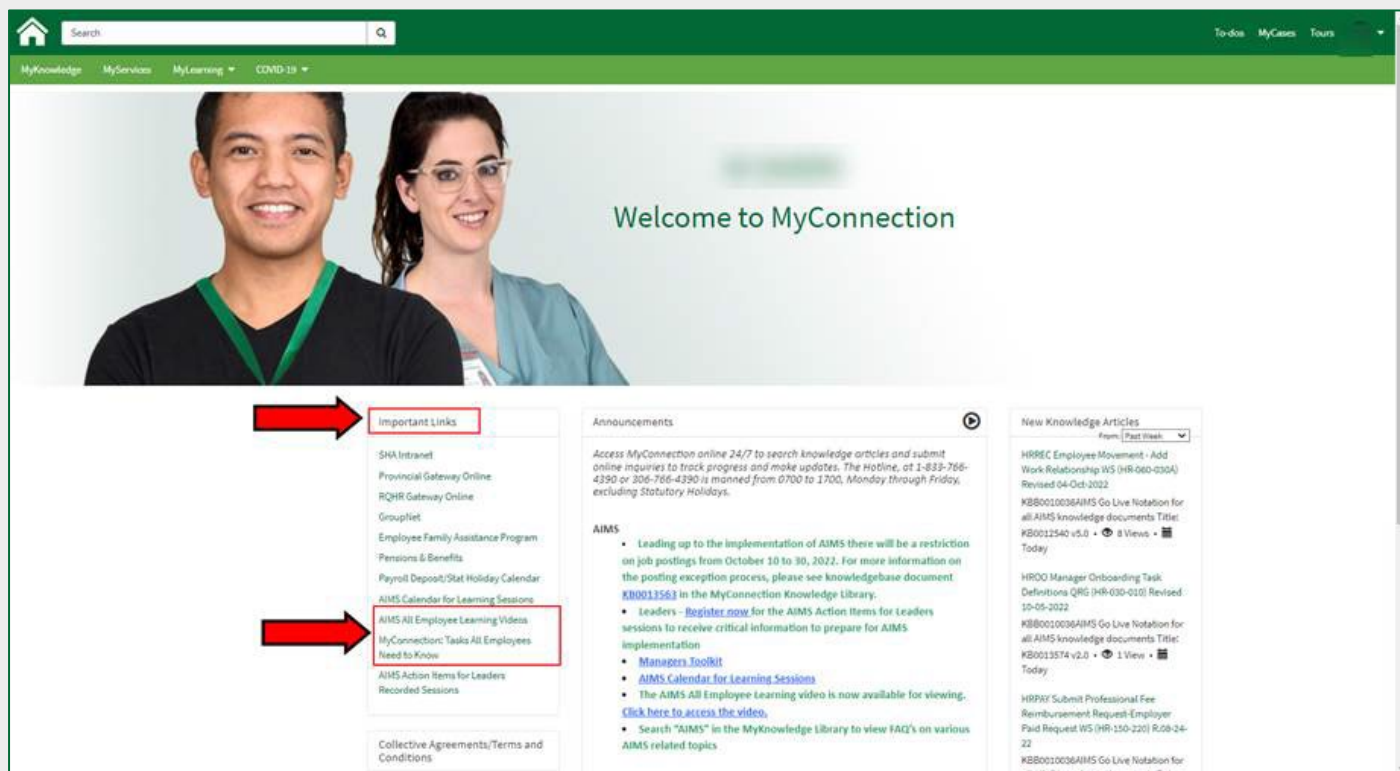 Search
To-dos MyCases Tours
MyKnowledge MyServices MyLearning COVID-19
Welcome to MyConnection
Important Links
SHA Intranet
Provincial Gateway Online
RQHR Gateway Online
GroupNet
Employee Family Assistance Program
Pensions & Benefits
Payroll Deposit/Stat Holiday Calendar
AIMS Calendar for Learning Sessions
AIMS All Employee Learning Videos
MyConnection: Tasks All Employees
Need to Know
AIMS Action Items for Leaders
Recorded Sessions
Collective Agreements/Terms and
Conditions
Announcements
Access MyConnection online 24/7 to search knowledge articles and submit
online inquiries to track progress and make updates. The Hotline, at 1-833-766-
4390 or 306-766-4390 is manned from 0700 to 1700, Monday through Friday,
excluding Statutory Holidays.
AIMS
• Leading up to the implementation of AIMS there will be a restriction
on job postings from October 10 to 30, 2022. For more information on
the posting exception process, please see knowledgebase document
KB0013563 in the MyConnection Knowledge Library.
• Leaders - Register now for the AIMS Action Items for Leaders
sessions to receive critical information to prepare for AIMS
implementation
• Managers Toolkit
• AIMS Calendar for Learning Sessions
• The AIMS All Employee Learning video is now available for viewing.
Click here to access the video.
• Search "AIMS" in the MyKnowledge Library to view FAQ's on various
AIMS related topics
New Knowledge Articles
From: Past Week
HRREC Employee Movement - Add
Work Relationship WS (HR-060-030A)
Revised 04-Oct-2022
KBB0010036AIMS Go Live Notation for
all AIMS knowledge documents Title:
KB0012540 v5.0 • 8 Views •
Today
HROO Manager Onboarding Task
Definitions QRG (HR-030-010) Revised
10-05-2022
KBB0010036AIMS Go Live Notation for
all AIMS knowledge documents Title:
KB0013574 v2.0 • 1 View •
Today
HRPAY Submit Professional Fee
Reimbursement Request-Employer
Paid Request WS (HR-150-220) R:08-24-
22
KBB0010036AIMS Go Live Notation for